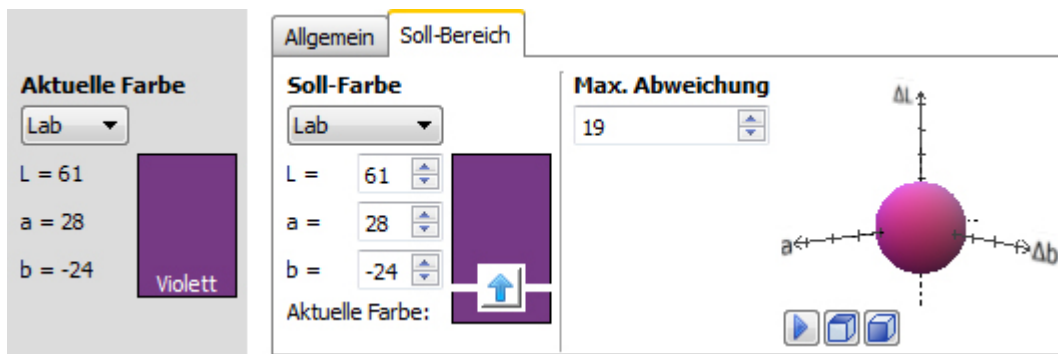 Aktuelle Farbe
Lab
L = 61
a = 28
b = -24
Violett
Allgemein
Soll-Bereich
Soll-Farbe
Lab
L = 61
a = 28
b = -24
Aktuelle Farbe:
Max. Abweichung
19
ΔL
a
Δb